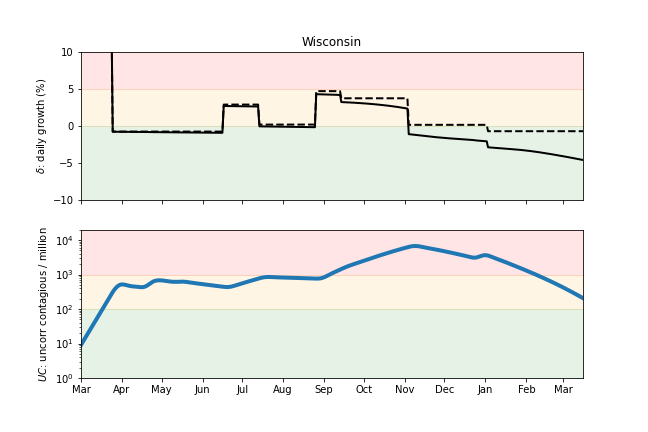 Wisconsin
δ: daily growth (%)
10
5
0
−5
−10
UC: uncorr contagious / million
10⁴
10³
10²
10¹
10⁰
Mar Apr May Jun Jul Aug Sep Oct Nov Dec Jan Feb Mar